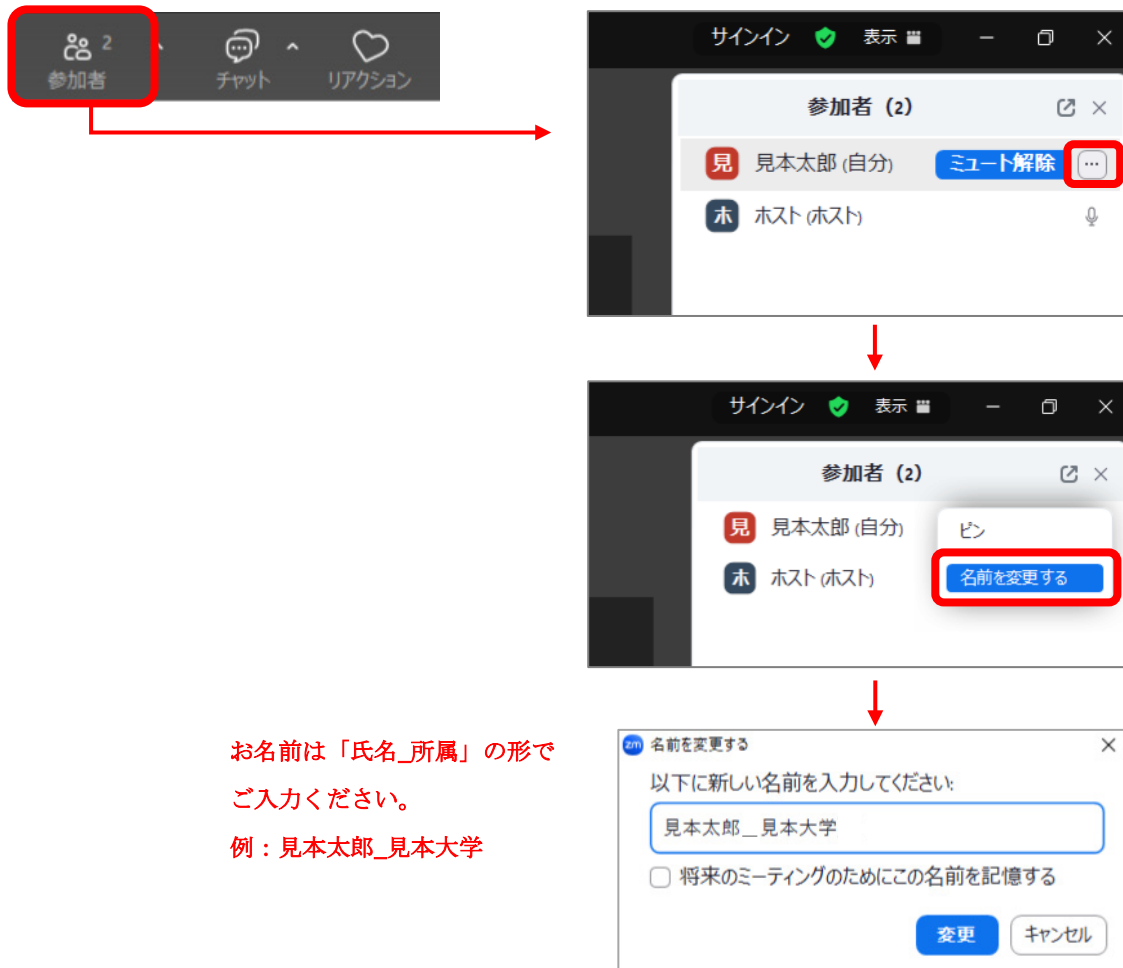 参加者 2
チャット
リアクション
サインイン 表示
参加者 (2)
見 見本太郎 (自分) ミュート解除 …
ホ ホスト (ホスト)
サインイン 表示
参加者 (2)
見 見本太郎 (自分) ピン
ホ ホスト (ホスト) 名前を変更する
お名前は「氏名_所属」の形で
ご入力ください。
例：見本太郎_見本大学
zm 名前を変更する
以下に新しい名前を入力してください:
見本太郎＿見本大学
将来のミーティングのためにこの名前を記憶する
変更 キャンセル